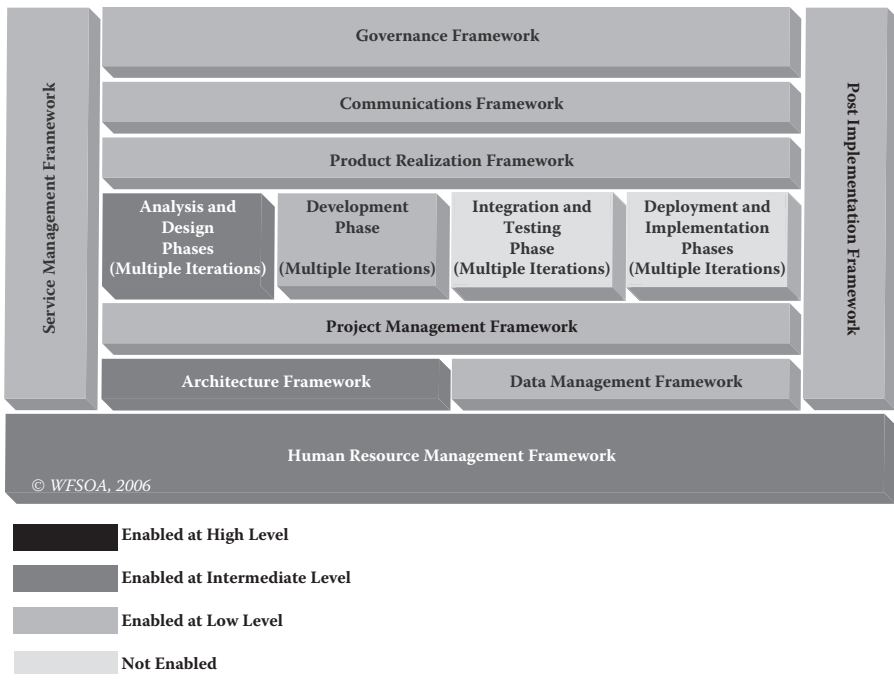 Governance Framework
Communications Framework
Product Realization Framework
Service Management Framework
Post Implementation Framework
Analysis and
Design
Phases
(Multiple Iterations)
Development
Phase
(Multiple Iterations)
Integration and
Testing
Phase
(Multiple Iterations)
Deployment and
Implementation
Phases
(Multiple Iterations)
Project Management Framework
Architecture Framework
Data Management Framework
Human Resource Management Framework
© WFSOA, 2006
Enabled at High Level
Enabled at Intermediate Level
Enabled at Low Level
Not Enabled